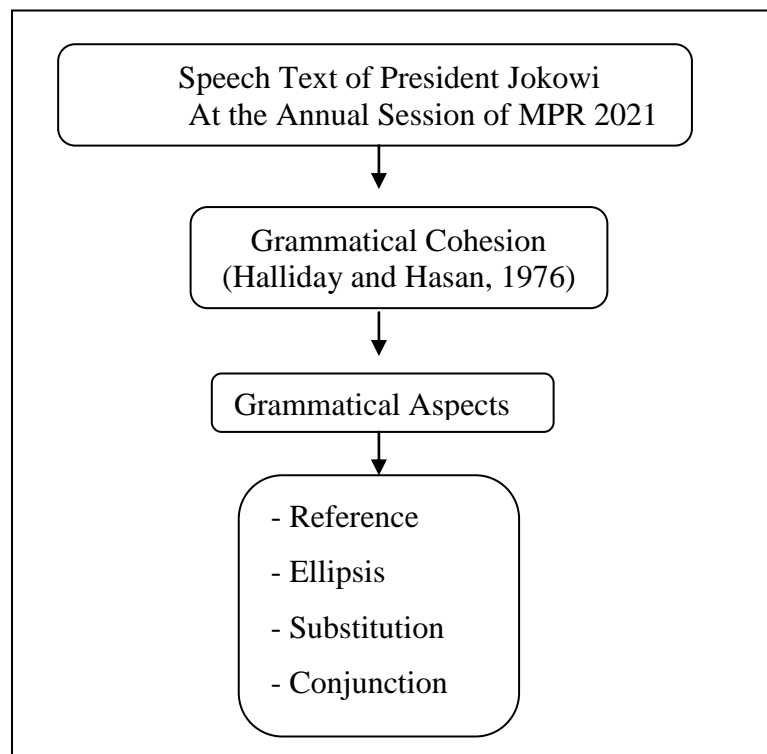 Speech Text of President Jokowi
At the Annual Session of MPR 2021
Grammatical Cohesion
(Halliday and Hasan, 1976)
Grammatical Aspects
- Reference
- Ellipsis
- Substitution
- Conjunction